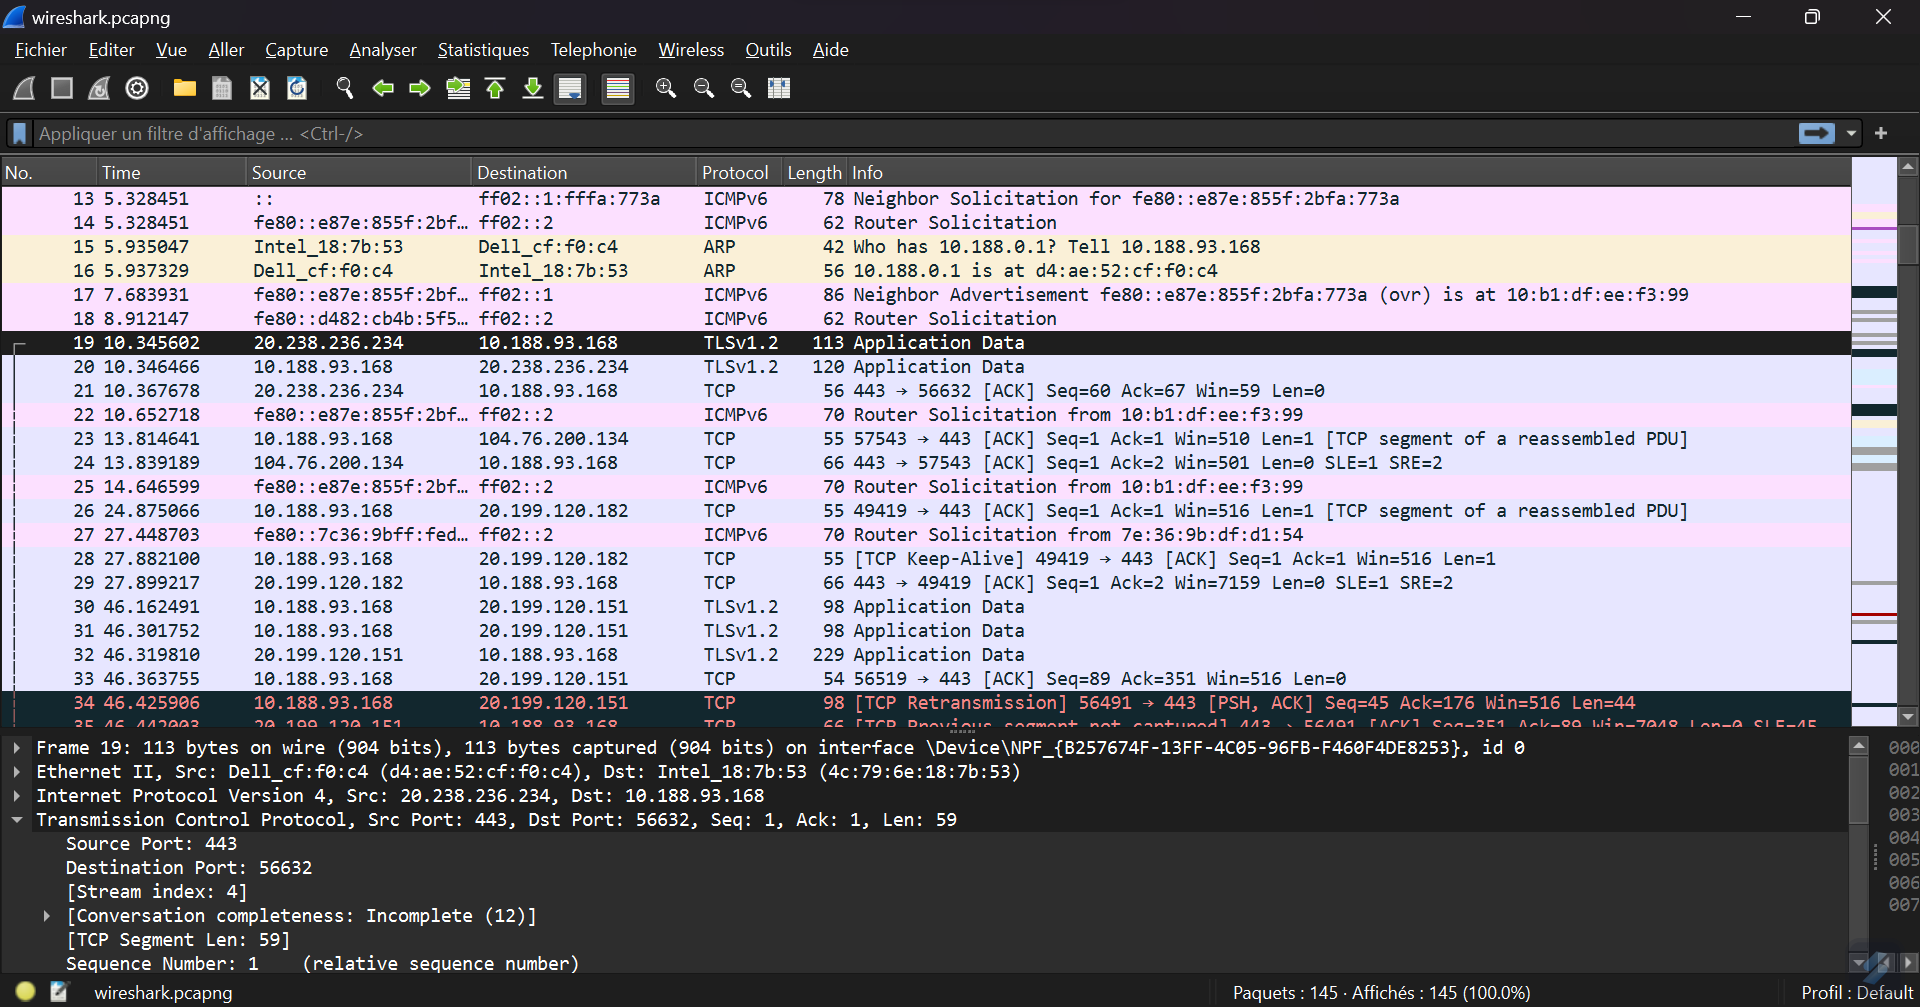 wireshark.pcapng
Fichier Editer Vue Aller Capture Analyser Statistiques Telephonie Wireless Outils Aide
Appliquer un filtre d'affichage ... <Ctrl-/>
No. Time Source Destination Protocol Length Info
13 5.328451 :: ff02::1:fffa:773a ICMPv6 78 Neighbor Solicitation for fe80::e87e:855f:2bfa:773a
14 5.328451 fe80::e87e:855f:2bf… ff02::2 ICMPv6 62 Router Solicitation
15 5.935047 Intel_18:7b:53 Dell_cf:f0:c4 ARP 42 Who has 10.188.0.1? Tell 10.188.93.168
16 5.937329 Dell_cf:f0:c4 Intel_18:7b:53 ARP 56 10.188.0.1 is at d4:ae:52:cf:f0:c4
17 7.683931 fe80::e87e:855f:2bf… ff02::1 ICMPv6 86 Neighbor Advertisement fe80::e87e:855f:2bfa:773a (ovr) is at 10:b1:df:ee:f3:99
18 8.912147 fe80::d482:cb4b:5f5… ff02::2 ICMPv6 62 Router Solicitation
19 10.345602 20.238.236.234 10.188.93.168 TLSv1.2 113 Application Data
20 10.346466 10.188.93.168 20.238.236.234 TLSv1.2 120 Application Data
21 10.367678 20.238.236.234 10.188.93.168 TCP 56 443 → 56632 [ACK] Seq=60 Ack=67 Win=59 Len=0
22 10.652718 fe80::e87e:855f:2bf… ff02::2 ICMPv6 70 Router Solicitation from 10:b1:df:ee:f3:99
23 13.814641 10.188.93.168 104.76.200.134 TCP 55 57543 → 443 [ACK] Seq=1 Ack=1 Win=510 Len=1 [TCP segment of a reassembled PDU]
24 13.839189 104.76.200.134 10.188.93.168 TCP 66 443 → 57543 [ACK] Seq=1 Ack=2 Win=501 Len=0 SLE=1 SRE=2
25 14.646599 fe80::e87e:855f:2bf… ff02::2 ICMPv6 70 Router Solicitation from 10:b1:df:ee:f3:99
26 24.875066 10.188.93.168 20.199.120.182 TCP 55 49419 → 443 [ACK] Seq=1 Ack=1 Win=516 Len=1 [TCP segment of a reassembled PDU]
27 27.448703 fe80::7c36:9bff:fed… ff02::2 ICMPv6 70 Router Solicitation from 7e:36:9b:df:d1:54
28 27.882100 10.188.93.168 20.199.120.182 TCP 55 [TCP Keep-Alive] 49419 → 443 [ACK] Seq=1 Ack=1 Win=516 Len=1
29 27.899217 20.199.120.182 10.188.93.168 TCP 66 443 → 49419 [ACK] Seq=1 Ack=2 Win=7159 Len=0 SLE=1 SRE=2
30 46.162491 10.188.93.168 20.199.120.151 TLSv1.2 98 Application Data
31 46.301752 10.188.93.168 20.199.120.151 TLSv1.2 98 Application Data
32 46.319810 20.199.120.151 10.188.93.168 TLSv1.2 229 Application Data
33 46.363755 10.188.93.168 20.199.120.151 TCP 54 56519 → 443 [ACK] Seq=89 Ack=351 Win=516 Len=0
34 46.425906 10.188.93.168 20.199.120.151 TCP 98 [TCP Retransmission] 56491 → 443 [PSH, ACK] Seq=45 Ack=176 Win=516 Len=44
35 46.442003 20.199.120.151 10.188.93.168 TCP 66 [TCP Previous segment not captured] 443 → 56491 [ACK] Seq=351 Ack=89 Win=7048 Len=0 SLE=45
Frame 19: 113 bytes on wire (904 bits), 113 bytes captured (904 bits) on interface \Device\NPF_{B257674F-13FF-4C05-96FB-F460F4DE8253}, id 0
Ethernet II, Src: Dell_cf:f0:c4 (d4:ae:52:cf:f0:c4), Dst: Intel_18:7b:53 (4c:79:6e:18:7b:53)
Internet Protocol Version 4, Src: 20.238.236.234, Dst: 10.188.93.168
Transmission Control Protocol, Src Port: 443, Dst Port: 56632, Seq: 1, Ack: 1, Len: 59
Source Port: 443
Destination Port: 56632
[Stream index: 4]
[Conversation completeness: Incomplete (12)]
[TCP Segment Len: 59]
Sequence Number: 1 (relative sequence number)
000
001
002
003
004
005
006
007
wireshark.pcapng Paquets : 145 · Affichés : 145 (100.0%) Profil : Default